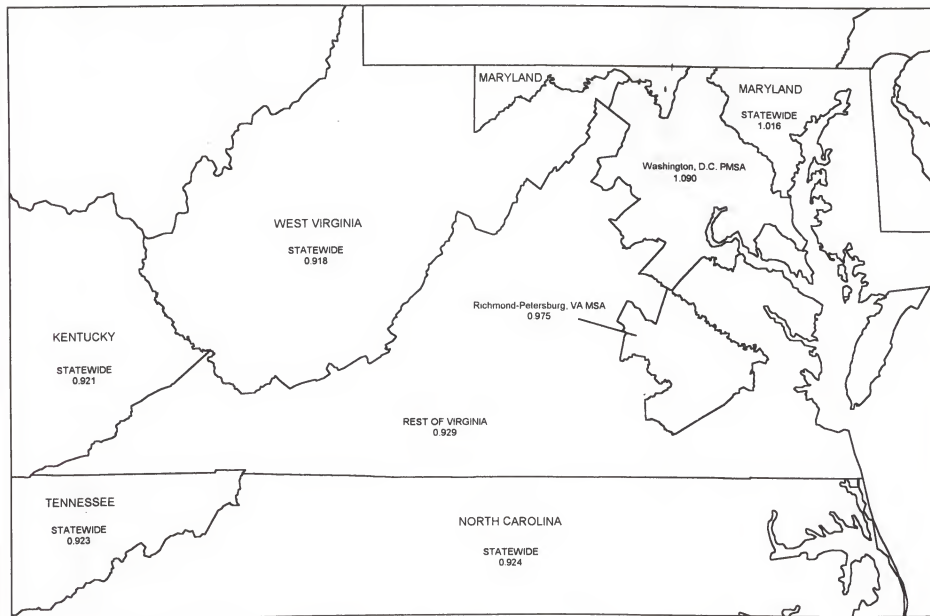 MARYLAND
MARYLAND
STATEWIDE
1.016
Washington, D.C. PMSA
1.090
WEST VIRGINIA
STATEWIDE
0.918
Richmond-Petersburg, VA MSA
0.975
KENTUCKY
STATEWIDE
0.921
REST OF VIRGINIA
0.929
TENNESSEE
STATEWIDE
0.923
NORTH CAROLINA
STATEWIDE
0.924